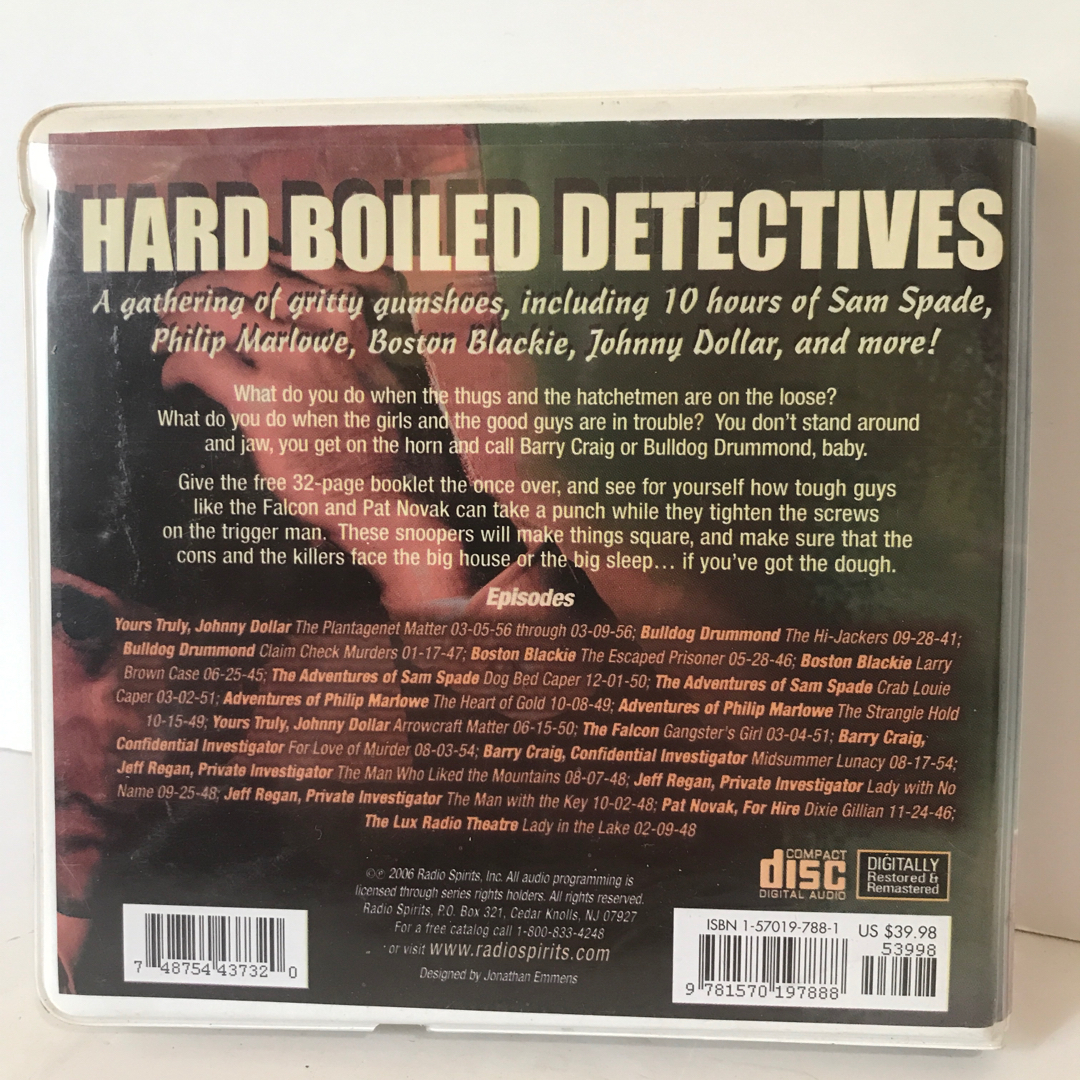 HARD BOILED DETECTIVES
A gathering of gritty gumshoes, including 10 hours of Sam Spade,
Philip Marlowe, Boston Blackie, Johnny Dollar, and more!
What do you do when the thugs and the hatchetmen are on the loose?
What do you do when the girls and the good guys are in trouble? You don't stand around
and jaw, you get on the horn and call Barry Craig or Bulldog Drummond, baby.
Give the free 32-page booklet the once over, and see for yourself how tough guys
like the Falcon and Pat Novak can take a punch while they tighten the screws
on the trigger man. These snoopers will make things square, and make sure that the
cons and the killers face the big house or the big sleep... if you've got the dough.
Episodes
Yours Truly, Johnny Dollar The Plantagenet Matter 03-05-56 through 03-09-56; Bulldog Drummond The Hi-Jackers 09-28-41;
Bulldog Drummond Claim Check Murders 01-17-47; Boston Blackie The Escaped Prisoner 05-28-46; Boston Blackie Larry
Brown Case 06-25-45; The Adventures of Sam Spade Dog Bed Caper 12-01-50; The Adventures of Sam Spade Crab Louie
Caper 03-02-51; Adventures of Philip Marlowe The Heart of Gold 10-08-49; Adventures of Philip Marlowe The Strangle Hold
10-15-49; Yours Truly, Johnny Dollar Arrowcraft Matter 06-15-50; The Falcon Gangster's Girl 03-04-51; Barry Craig,
Confidential Investigator For Love of Murder 08-03-54; Barry Craig, Confidential Investigator Midsummer Lunacy 08-17-54;
Jeff Regan, Private Investigator The Man Who Liked the Mountains 08-07-48; Jeff Regan, Private Investigator Lady with No
Name 09-25-48; Jeff Regan, Private Investigator The Man with the Key 10-02-48; Pat Novak, For Hire Dixie Gillian 11-24-46;
The Lux Radio Theatre Lady in the Lake 02-09-48
COMPACT
disc
DIGITAL AUDIO
DIGITALLY
Restored &
Remastered
©℗ 2006 Radio Spirits, Inc. All audio programming is
licensed through series rights holders. All rights reserved.
Radio Spirits, P.O. Box 321, Cedar Knolls, NJ 07927
For a free catalog call 1-800-833-4248
or visit www.radiospirits.com
Designed by Jonathan Emmens
7 48754 43732 0
ISBN 1-57019-788-1 US $39.98
53998
9 781570 197888